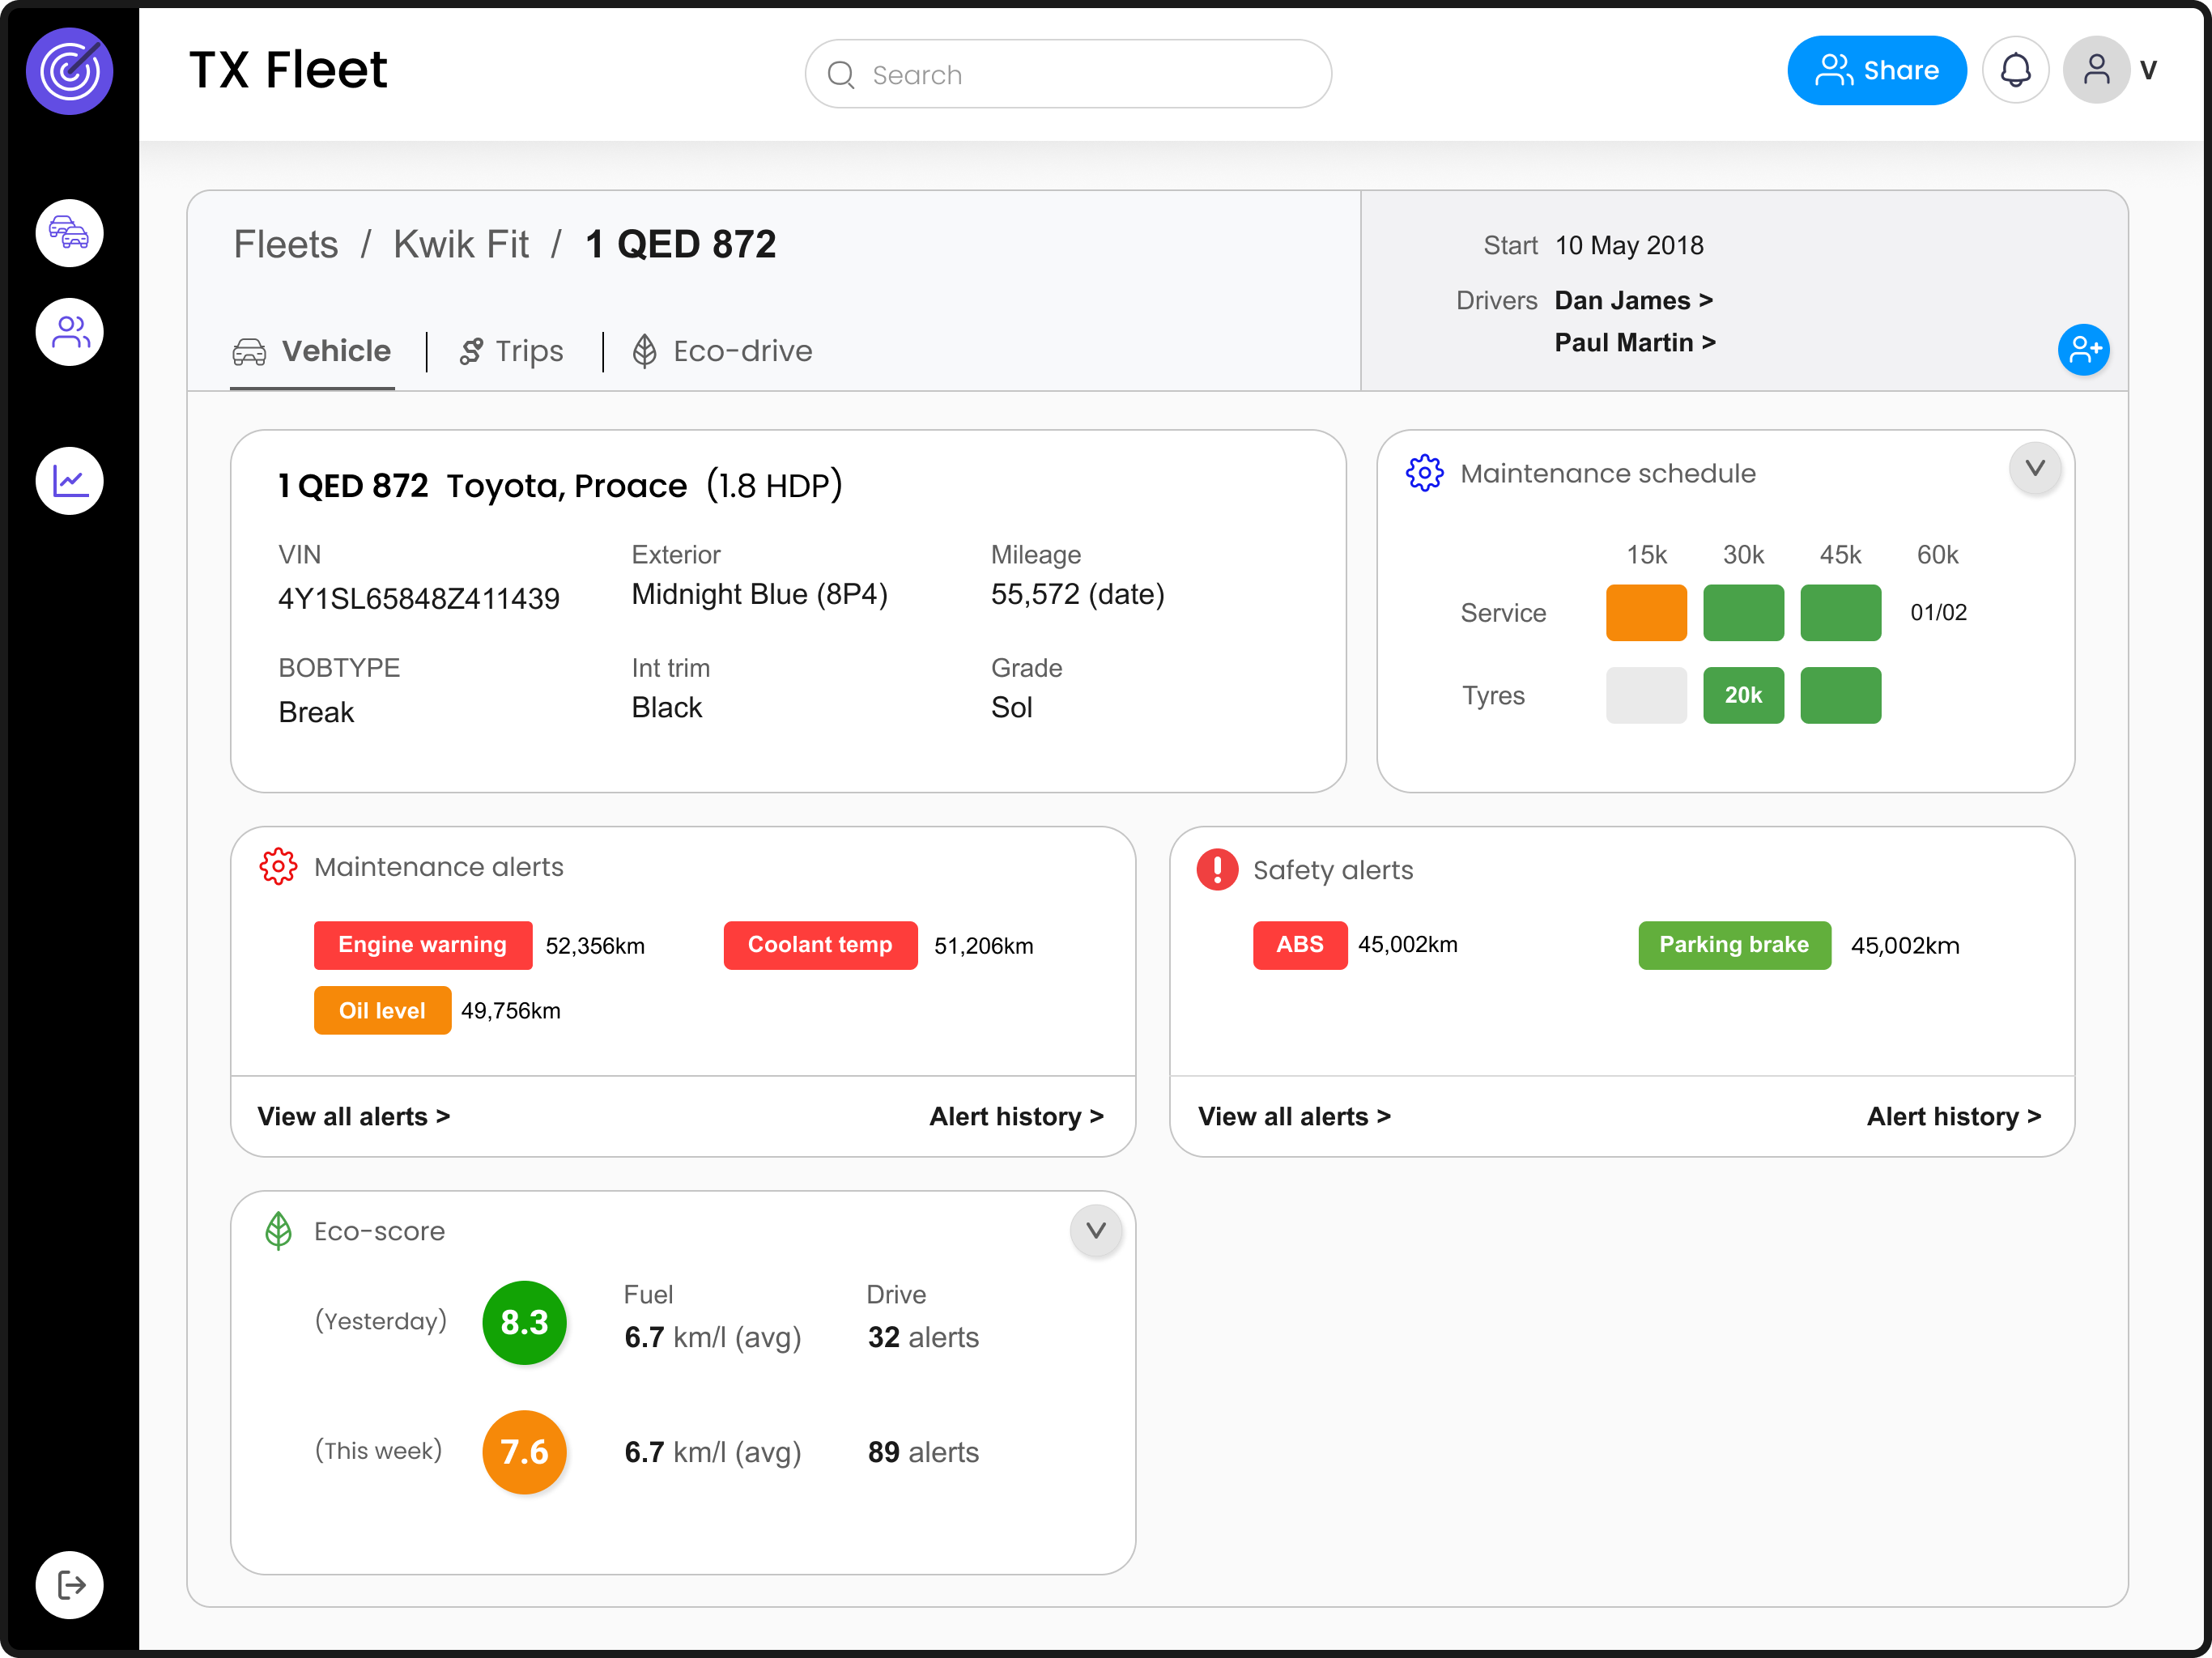 TX Fleet
Search
Share
V
Fleets / Kwik Fit / 1 QED 872
Start 10 May 2018
Drivers Dan James >
Paul Martin >
Vehicle
Trips
Eco-drive
1 QED 872 Toyota, Proace (1.8 HDP)
VIN
4Y1SL65848Z411439
Exterior
Midnight Blue (8P4)
Mileage
55,572 (date)
BOBTYPE
Break
Int trim
Black
Grade
Sol
Maintenance schedule
V
15k 30k 45k 60k
Service 01/02
Tyres 20k
Maintenance alerts
Engine warning 52,356km
Coolant temp 51,206km
Oil level 49,756km
View all alerts >
Alert history >
Safety alerts
ABS 45,002km
Parking brake 45,002km
View all alerts >
Alert history >
Eco-score
V
Fuel Drive
(Yesterday) 8.3 6.7 km/l (avg) 32 alerts
(This week) 7.6 6.7 km/l (avg) 89 alerts